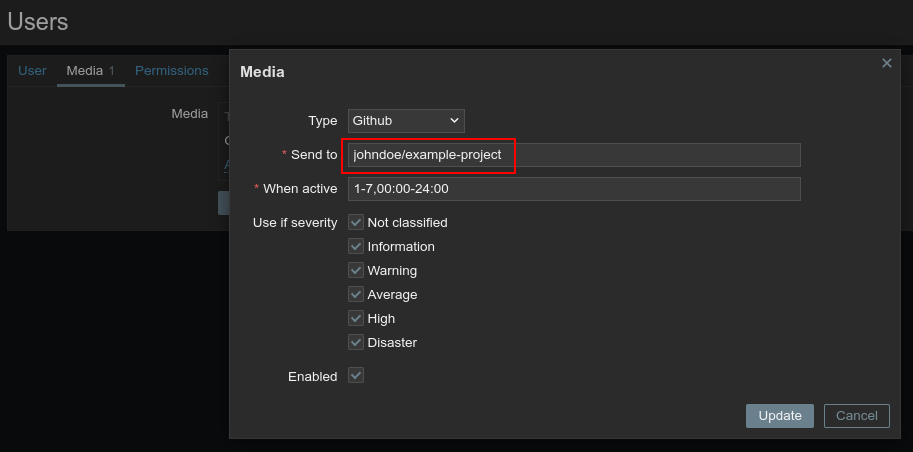 Users
User Media 1 Permissions
Media
Media
Type Github
* Send to johndoe/example-project
* When active 1-7,00:00-24:00
Use if severity Not classified
Information
Warning
Average
High
Disaster
Enabled
Update Cancel